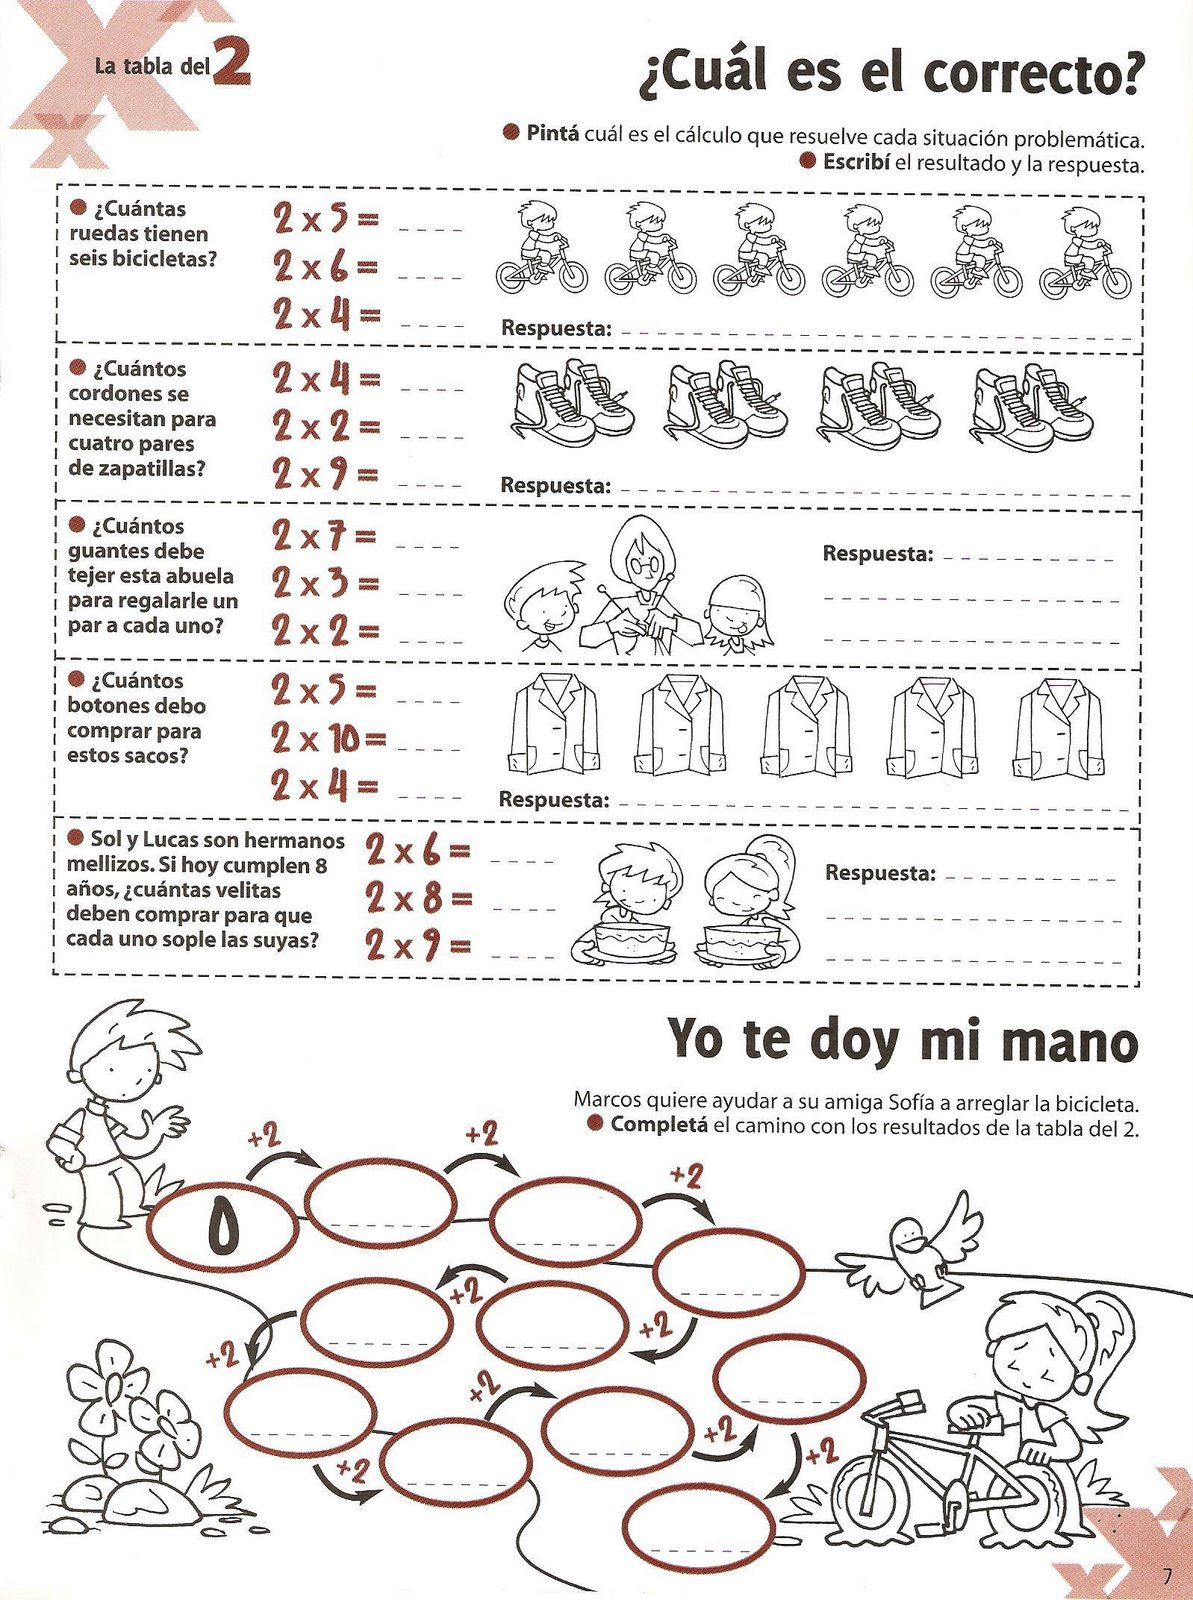 La tabla del 2
¿Cuál es el correcto?
● Pintá cuál es el cálculo que resuelve cada situación problemática.
● Escribí el resultado y la respuesta.
● ¿Cuántas
ruedas tienen
seis bicicletas?
2 x 5 = _ _ _ _
2 x 6 = _ _ _ _
2 x 4 = _ _ _ _
Respuesta:
● ¿Cuántos
cordones se
necesitan para
cuatro pares
de zapatillas?
2 x 4 = _ _ _ _
2 x 2 = _ _ _ _
2 x 9 = _ _ _ _
Respuesta:
● ¿Cuántos
guantes debe
tejer esta abuela
para regalarle un
par a cada uno?
2 x 7 = _ _ _ _
2 x 3 = _ _ _ _
2 x 2 = _ _ _ _
Respuesta:
● ¿Cuántos
botones debo
comprar para
estos sacos?
2 x 5 = _ _ _ _
2 x 10 = _ _ _ _
2 x 4 = _ _ _ _
Respuesta:
● Sol y Lucas son hermanos
mellizos. Si hoy cumplen 8
años, ¿cuántas velitas
deben comprar para que
cada uno sople las suyas?
2 x 6 = _ _ _ _
2 x 8 = _ _ _ _
2 x 9 = _ _ _ _
Respuesta:
Yo te doy mi mano
Marcos quiere ayudar a su amiga Sofía a arreglar la bicicleta.
● Completá el camino con los resultados de la tabla del 2.
+2
+2
+2
0
+2
+2
+2
+2
+2
+2
+2
7